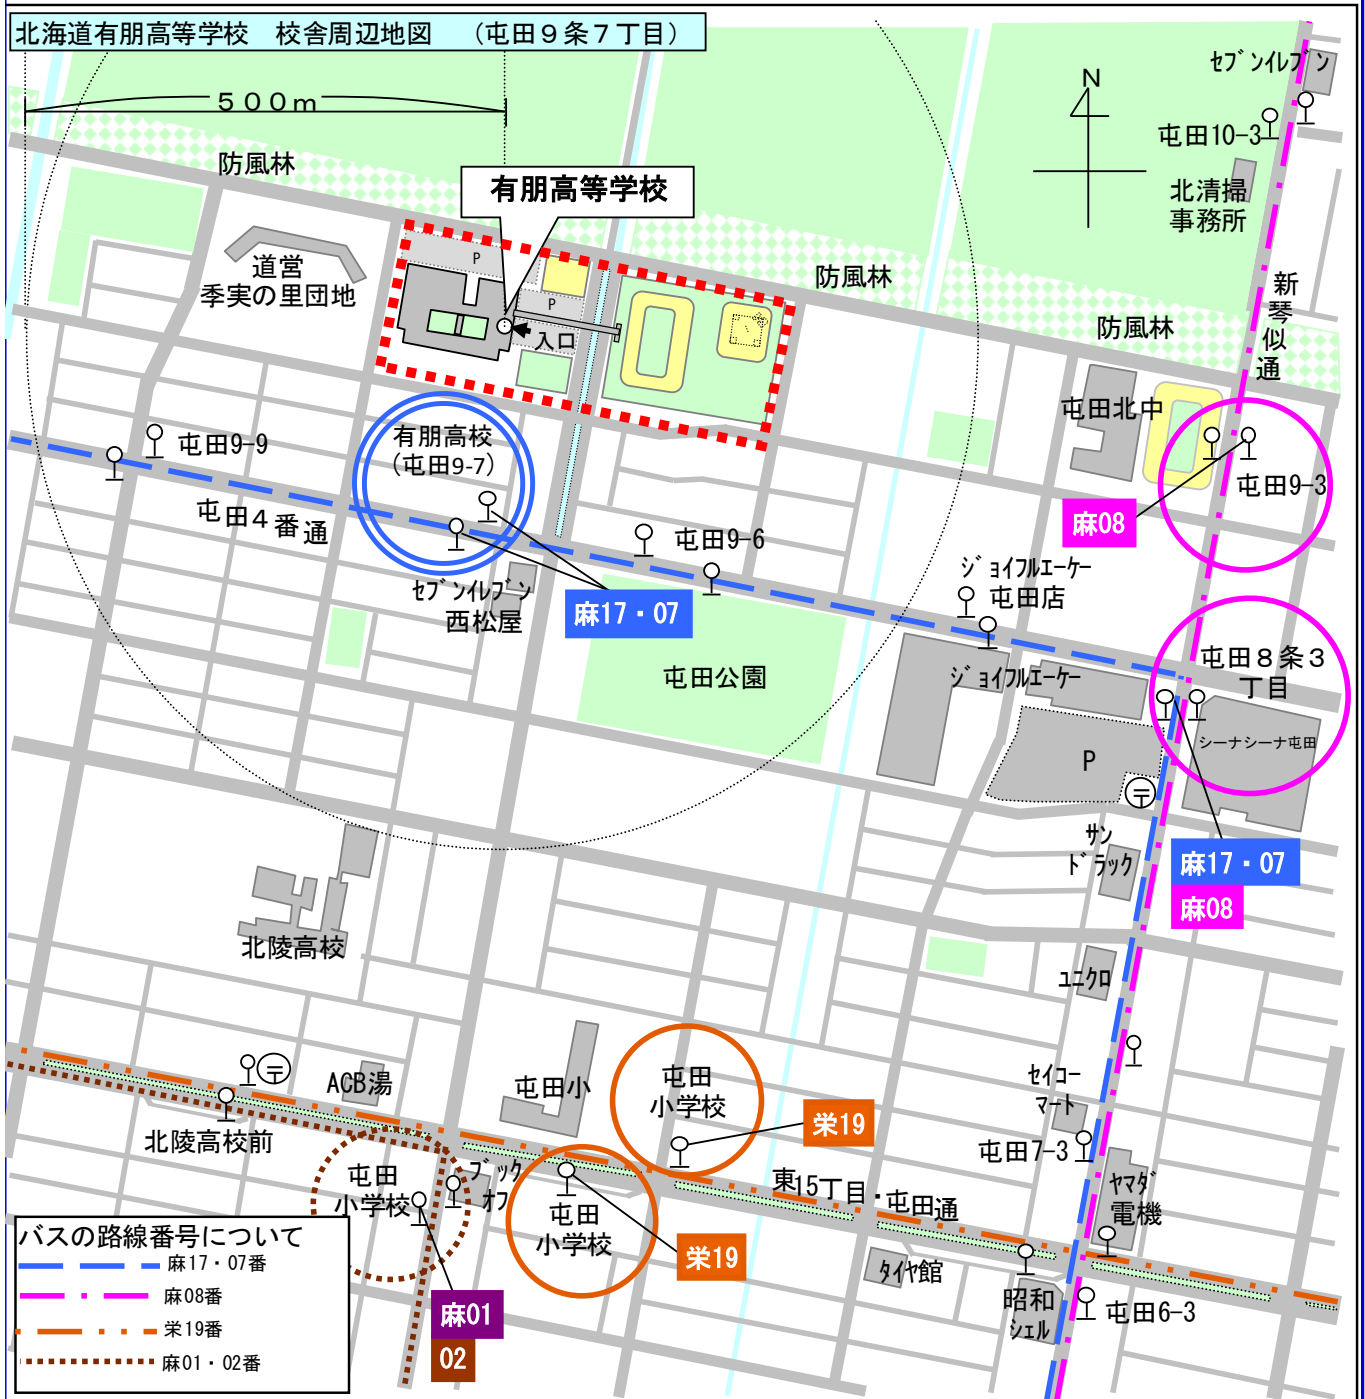 北海道有朋高等学校　校舎周辺地図　（屯田９条７丁目）
５００ｍ
防風林
有朋高等学校
N
ｾﾌﾞﾝｲﾚﾌﾞﾝ
屯田10-3
北清掃
事務所
道営
季実の里団地
P
P
入口
防風林
防風林
新琴似通
屯田北中
屯田9-3
麻08
屯田9-9
有朋高校
（屯田9-7）
屯田４番通
屯田9-6
ｼﾞｮｲﾌﾙｴｰｹｰ
屯田店
ｾﾌﾞﾝｲﾚﾌﾞﾝ
西松屋
麻17・07
屯田公園
ｼﾞｮｲﾌﾙｴｰｹｰ
屯田８条３
丁目
シーナシーナ屯田
P
〒
ｻﾝ
ﾄﾞﾗｯｸ
麻17・07
麻08
北陵高校
ﾕﾆｸﾛ
〒
ACB湯
屯田小
屯田
小学校
栄19
ｾｲｺｰ
ﾏｰﾄ
屯田7-3
北陵高校前
屯田
小学校
ﾌﾞｯｸ
ｵﾌ
屯田
小学校
東15丁目・屯田通
ﾔﾏﾀﾞ
電機
栄19
ﾀｲﾔ館
昭和
ｼｪﾙ
屯田6-3
麻01
02
バスの路線番号について
麻17・07番
麻08番
栄19番
麻01・02番